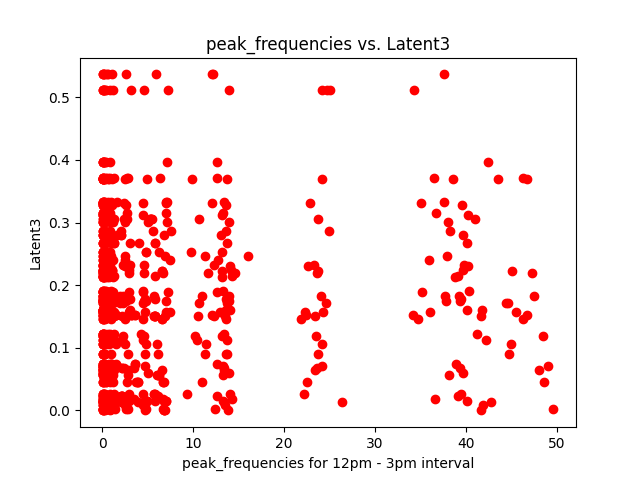 peak_frequencies vs. Latent3
0.5
0.4
0.3
0.2
0.1
0.0
Latent3
0 10 20 30 40 50
peak_frequencies for 12pm - 3pm interval